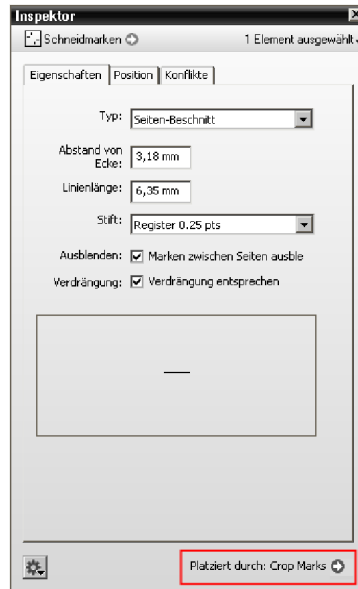 Inspektor
Schneidmarken 1 Element ausgewählt
Eigenschaften Position Konflikte
Typ: Seiten-Beschnitt
Abstand von
Ecke: 3,18 mm
Linienlänge: 6,35 mm
Stift: Register 0.25 pts
Ausblenden: Marken zwischen Seiten ausble
Verdrängung: Verdrängung entsprechen
Platziert durch: Crop Marks